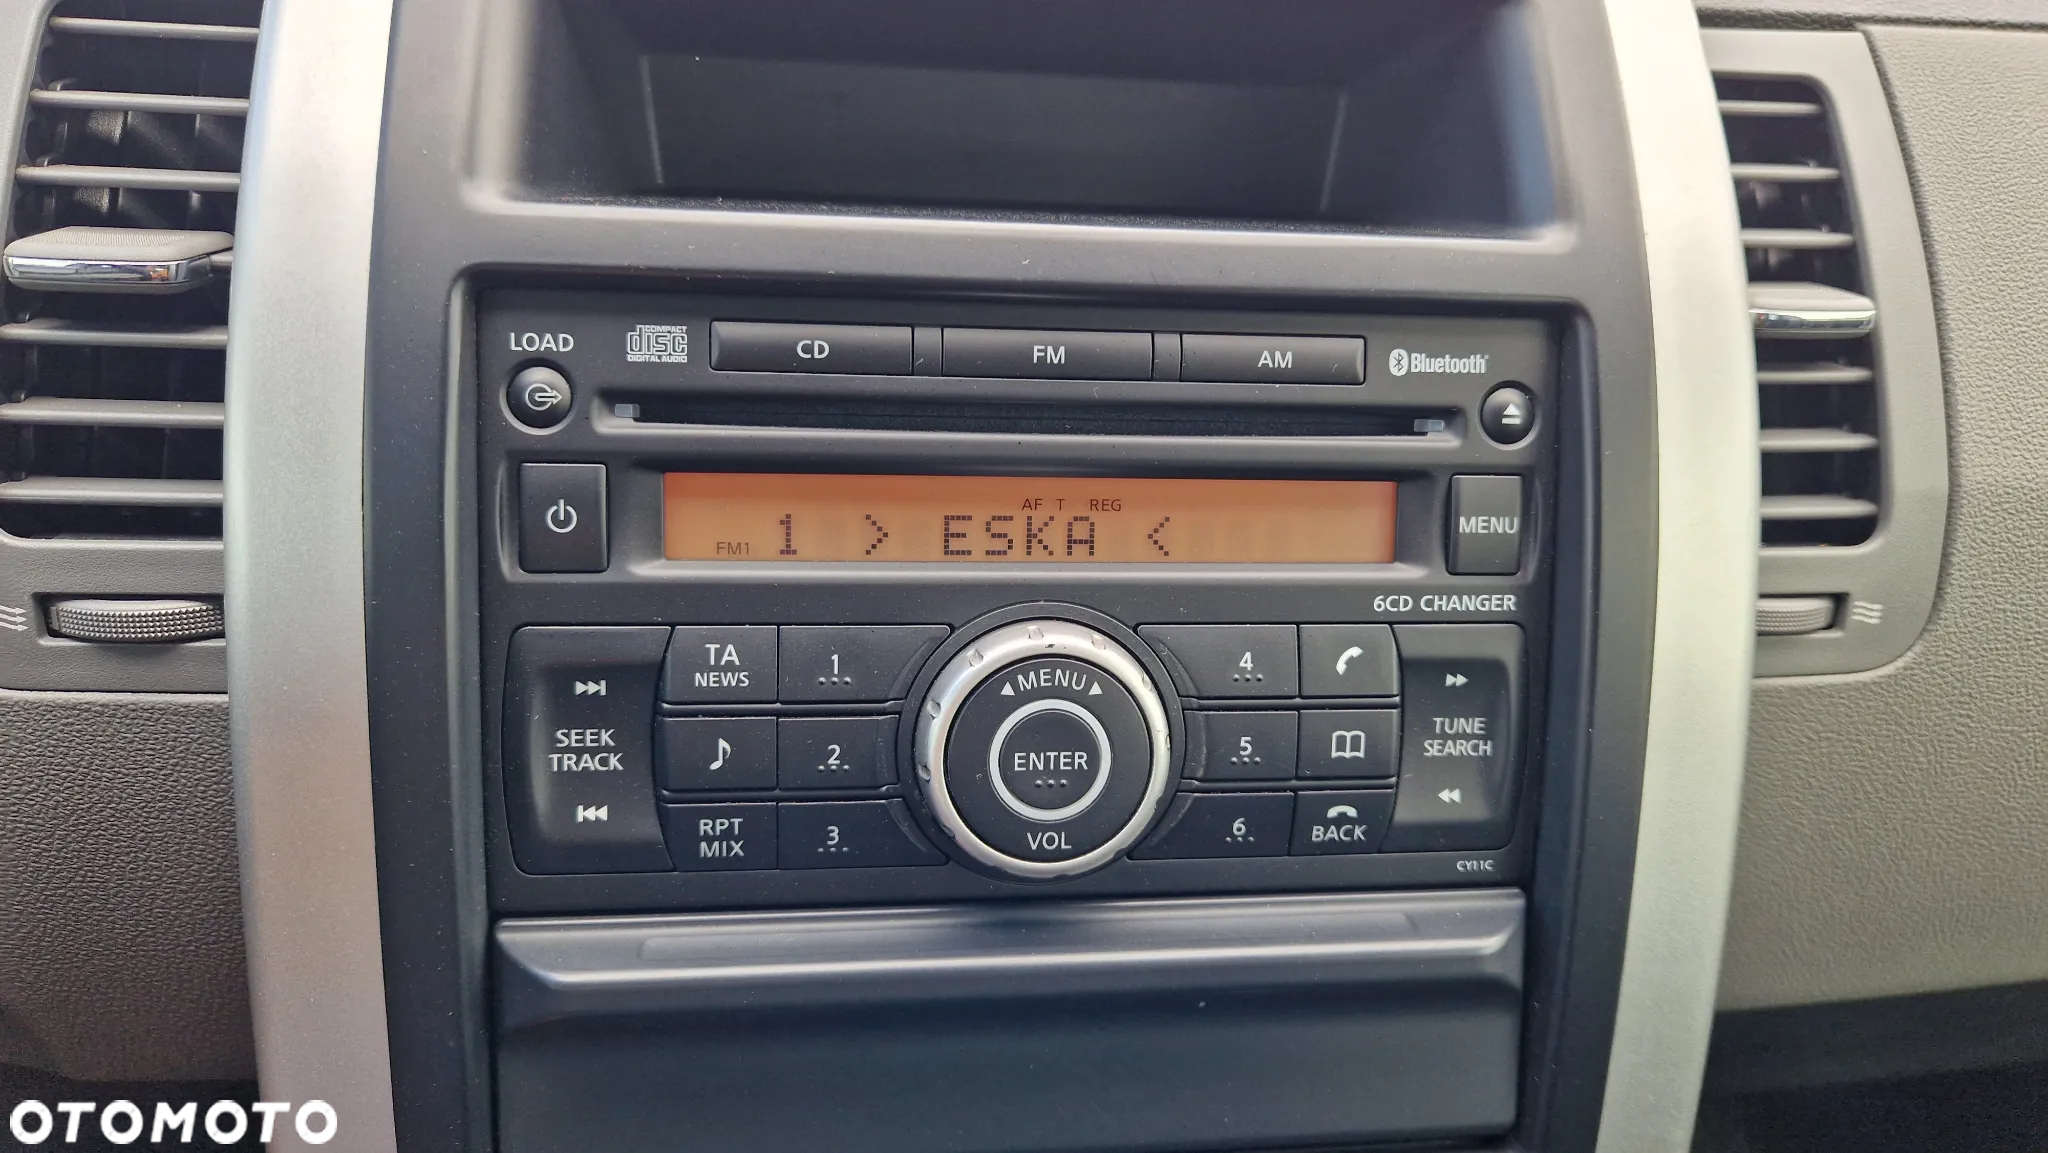 LOAD
COMPACT
disc
DIGITAL AUDIO
CD
FM
AM
Bluetooth
AF T REG
FM1 1 > ESKA <
MENU
6CD CHANGER
SEEK
TRACK
TA
NEWS
1
2
RPT
MIX
3
MENU
ENTER
VOL
4
5
6
BACK
TUNE
SEARCH
CY11C
OTOMOTO